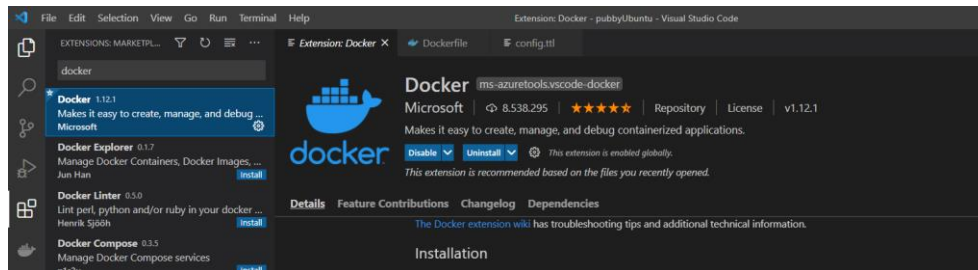 File Edit Selection View Go Run Terminal Help
Extension: Docker - pubbyUbuntu - Visual Studio Code
EXTENSIONS: MARKETPL...
docker
Docker 1.12.1
Makes it easy to create, manage, and debug ...
Microsoft
Docker Explorer 0.1.7
Manage Docker Containers, Docker Images, ...
Jun Han Install
Docker Linter 0.5.0
Lint perl, python and/or ruby in your docker ...
Henrik Sjööh Install
Docker Compose 0.3.5
Manage Docker Compose services
Install
Extension: Docker Dockerfile config.ttl
docker
Docker ms-azuretools.vscode-docker
Microsoft 8.538.295 Repository License v1.12.1
Makes it easy to create, manage, and debug containerized applications.
Disable Uninstall This extension is enabled globally.
This extension is recommended based on the files you recently opened.
Details Feature Contributions Changelog Dependencies
The Docker extension wiki has troubleshooting tips and additional technical information.
Installation